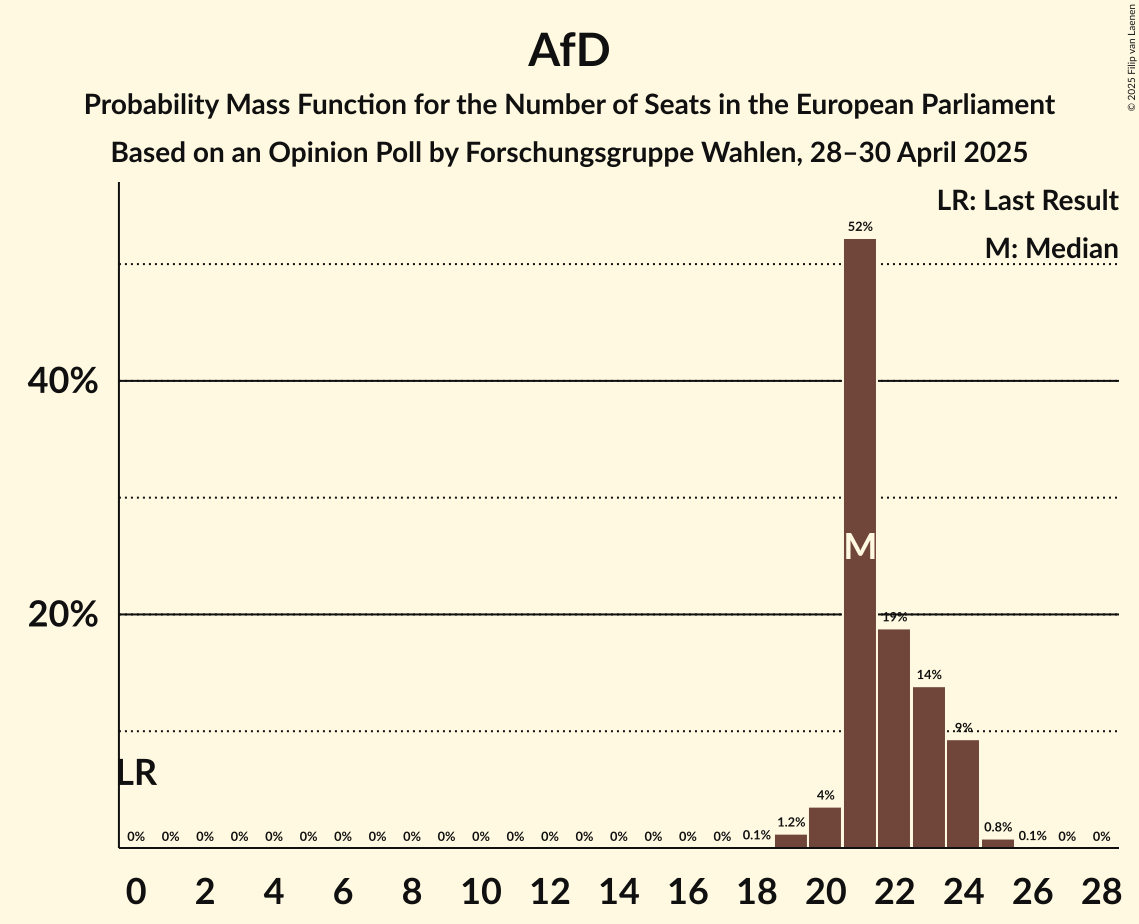 AfD
Probability Mass Function for the Number of Seats in the European Parliament
Based on an Opinion Poll by Forschungsgruppe Wahlen, 28–30 April 2025
© 2025 Filip van Laenen
LR: Last Result
M: Median
40%
20%
LR
M
0% 0% 0% 0% 0% 0% 0% 0% 0% 0% 0% 0% 0% 0% 0% 0% 0% 0% 0.1% 1.2% 4% 52% 19% 14% 9% 0.8% 0.1% 0% 0%
0 2 4 6 8 10 12 14 16 18 20 22 24 26 28